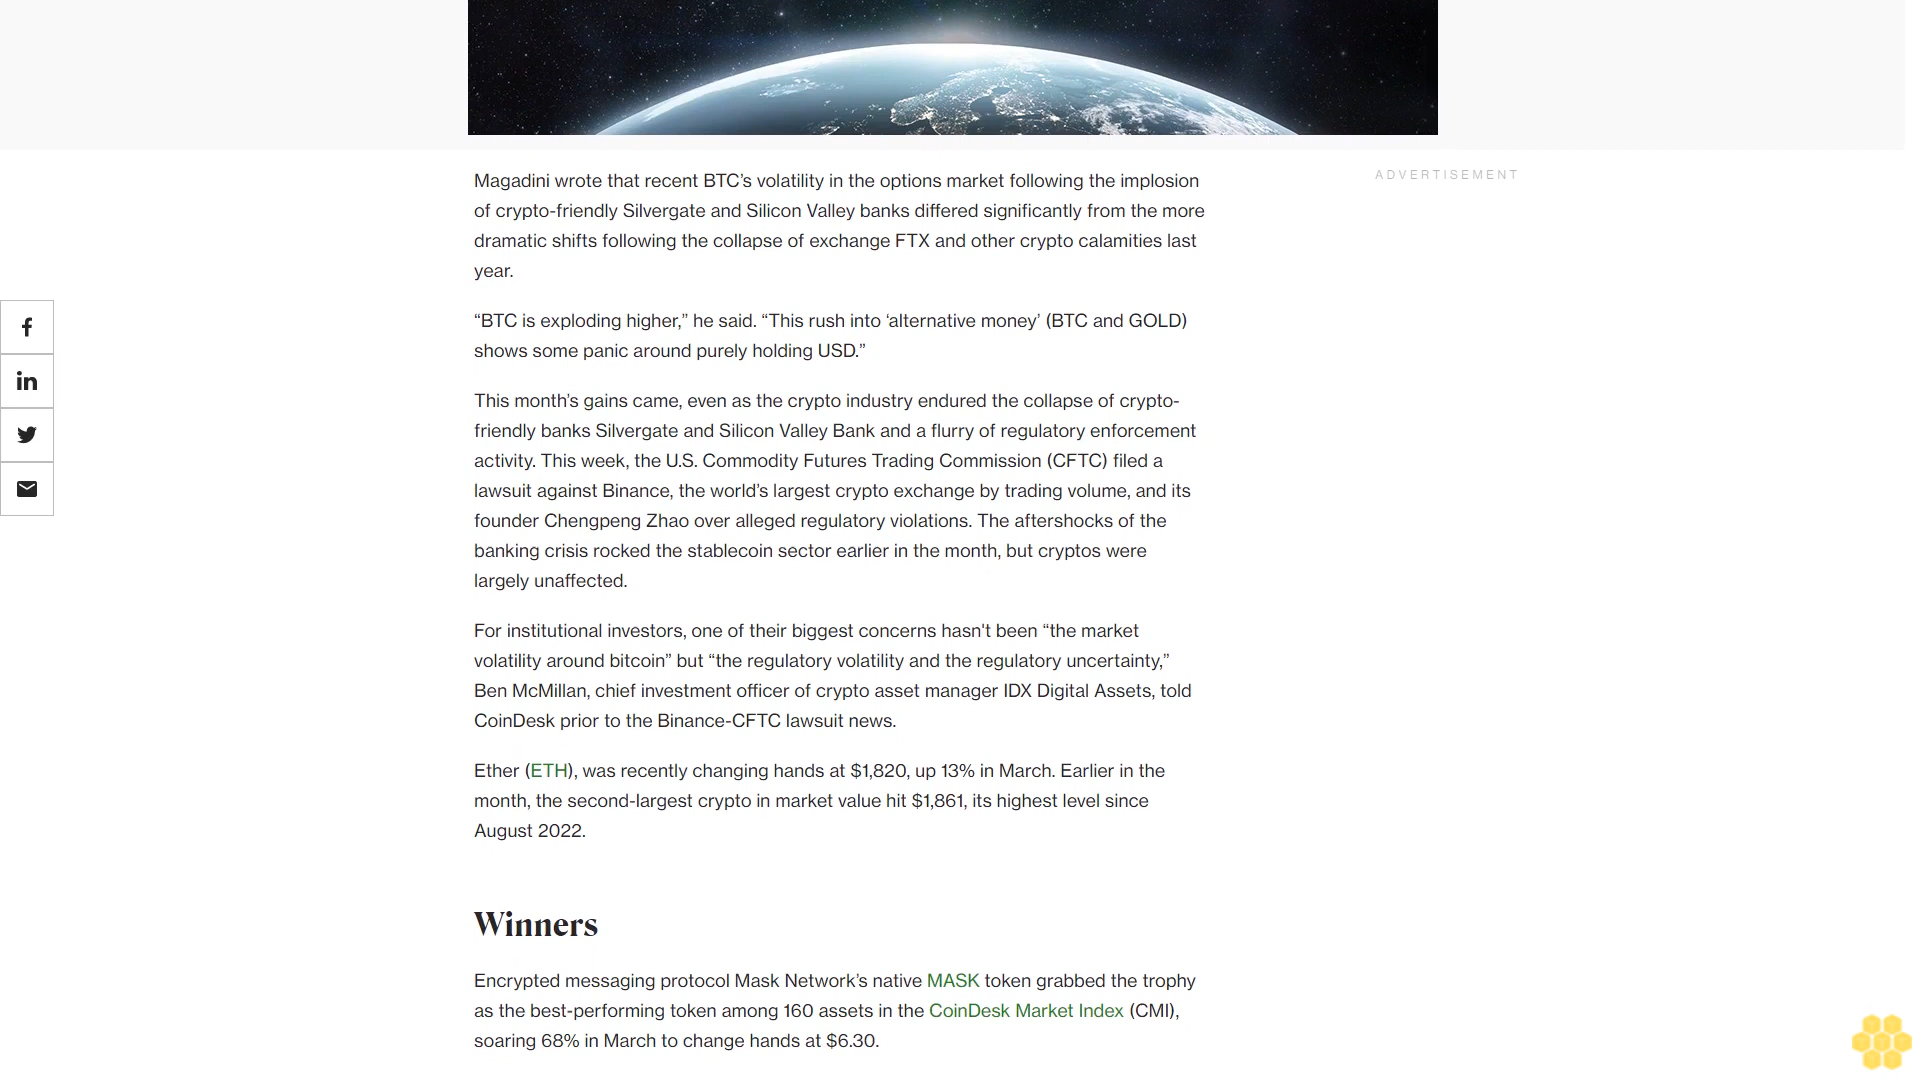 ADVERTISEMENT
Magadini wrote that recent BTC’s volatility in the options market following the implosion
of crypto-friendly Silvergate and Silicon Valley banks differed significantly from the more
dramatic shifts following the collapse of exchange FTX and other crypto calamities last
year.
“BTC is exploding higher,” he said. “This rush into ‘alternative money’ (BTC and GOLD)
shows some panic around purely holding USD.”
This month’s gains came, even as the crypto industry endured the collapse of crypto-
friendly banks Silvergate and Silicon Valley Bank and a flurry of regulatory enforcement
activity. This week, the U.S. Commodity Futures Trading Commission (CFTC) filed a
lawsuit against Binance, the world’s largest crypto exchange by trading volume, and its
founder Chengpeng Zhao over alleged regulatory violations. The aftershocks of the
banking crisis rocked the stablecoin sector earlier in the month, but cryptos were
largely unaffected.
For institutional investors, one of their biggest concerns hasn't been “the market
volatility around bitcoin” but “the regulatory volatility and the regulatory uncertainty,”
Ben McMillan, chief investment officer of crypto asset manager IDX Digital Assets, told
CoinDesk prior to the Binance-CFTC lawsuit news.
Ether (ETH), was recently changing hands at $1,820, up 13% in March. Earlier in the
month, the second-largest crypto in market value hit $1,861, its highest level since
August 2022.
Winners
Encrypted messaging protocol Mask Network’s native MASK token grabbed the trophy
as the best-performing token among 160 assets in the CoinDesk Market Index (CMI),
soaring 68% in March to change hands at $6.30.